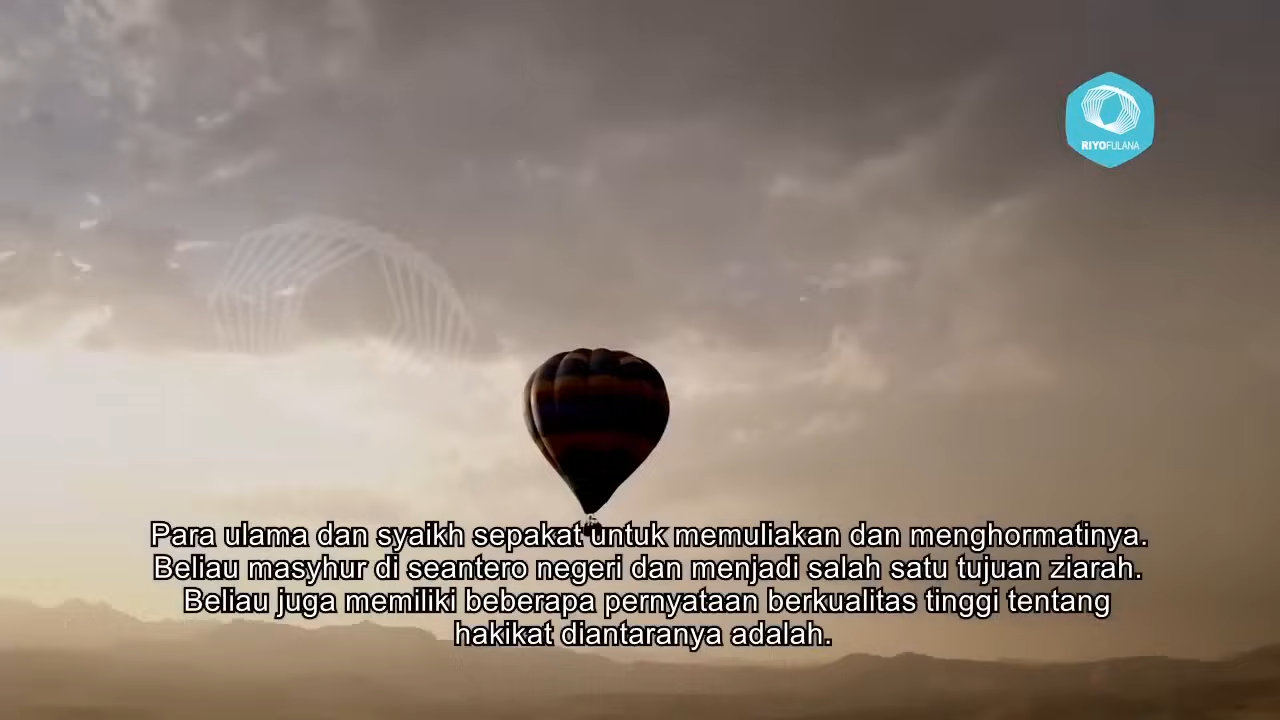 RIYOFULANA
Para ulama dan syaikh sepakat untuk memuliakan dan menghormatinya.
Beliau masyhur di seantero negeri dan menjadi salah satu tujuan ziarah.
Beliau juga memiliki beberapa pernyataan berkualitas tinggi tentang
hakikat diantaranya adalah.